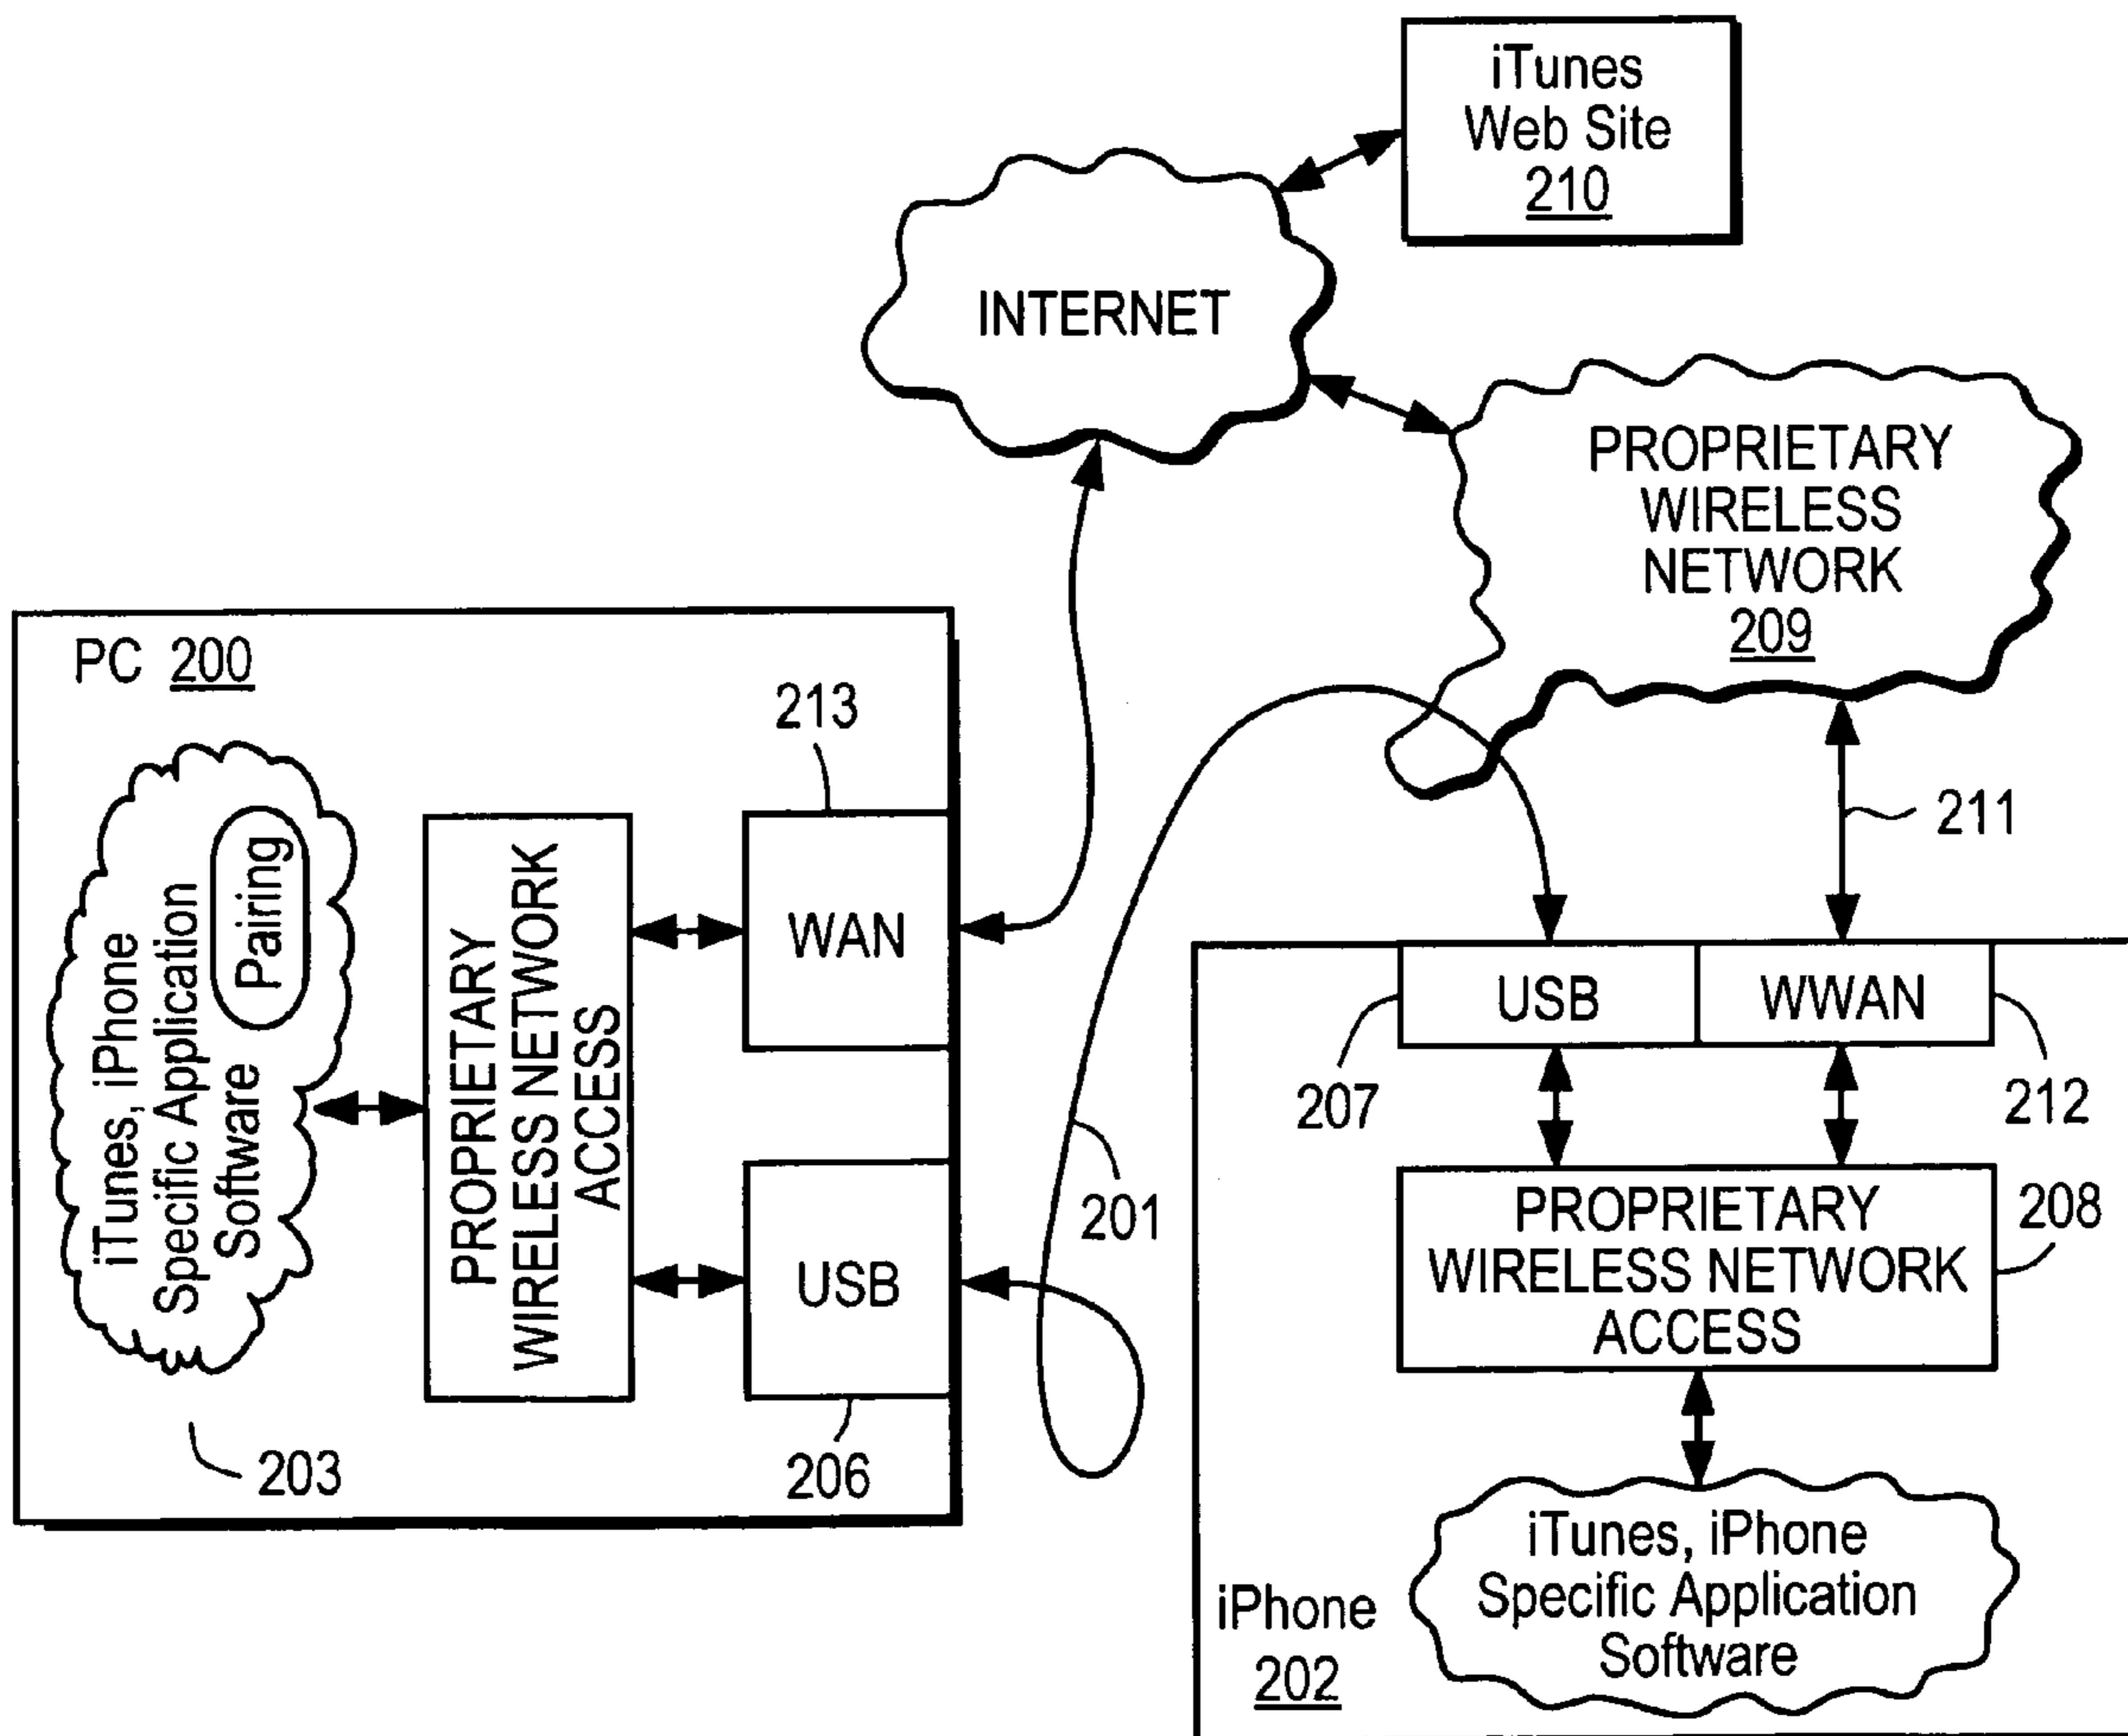 iTunes
Web Site
210
INTERNET
PROPRIETARY
WIRELESS
NETWORK
209
PC 200
213
iTunes, iPhone
Specific Application
Software
Pairing
PROPRIETARY
WIRELESS NETWORK
ACCESS
WAN
USB
203
206
201
211
USB
WWAN
207
212
PROPRIETARY
WIRELESS NETWORK
ACCESS
208
iTunes, iPhone
Specific Application
Software
iPhone
202